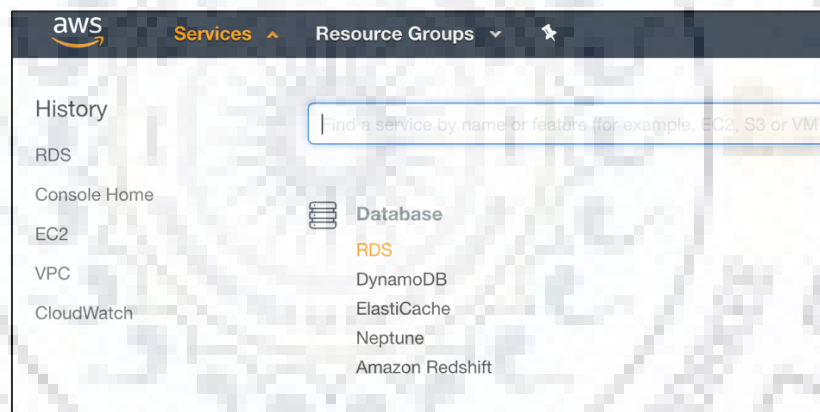 aws Services Resource Groups
History
RDS
Console Home
EC2
VPC
CloudWatch
Find a service by name or feature (for example, EC2, S3 or VM
Database
RDS
DynamoDB
ElastiCache
Neptune
Amazon Redshift